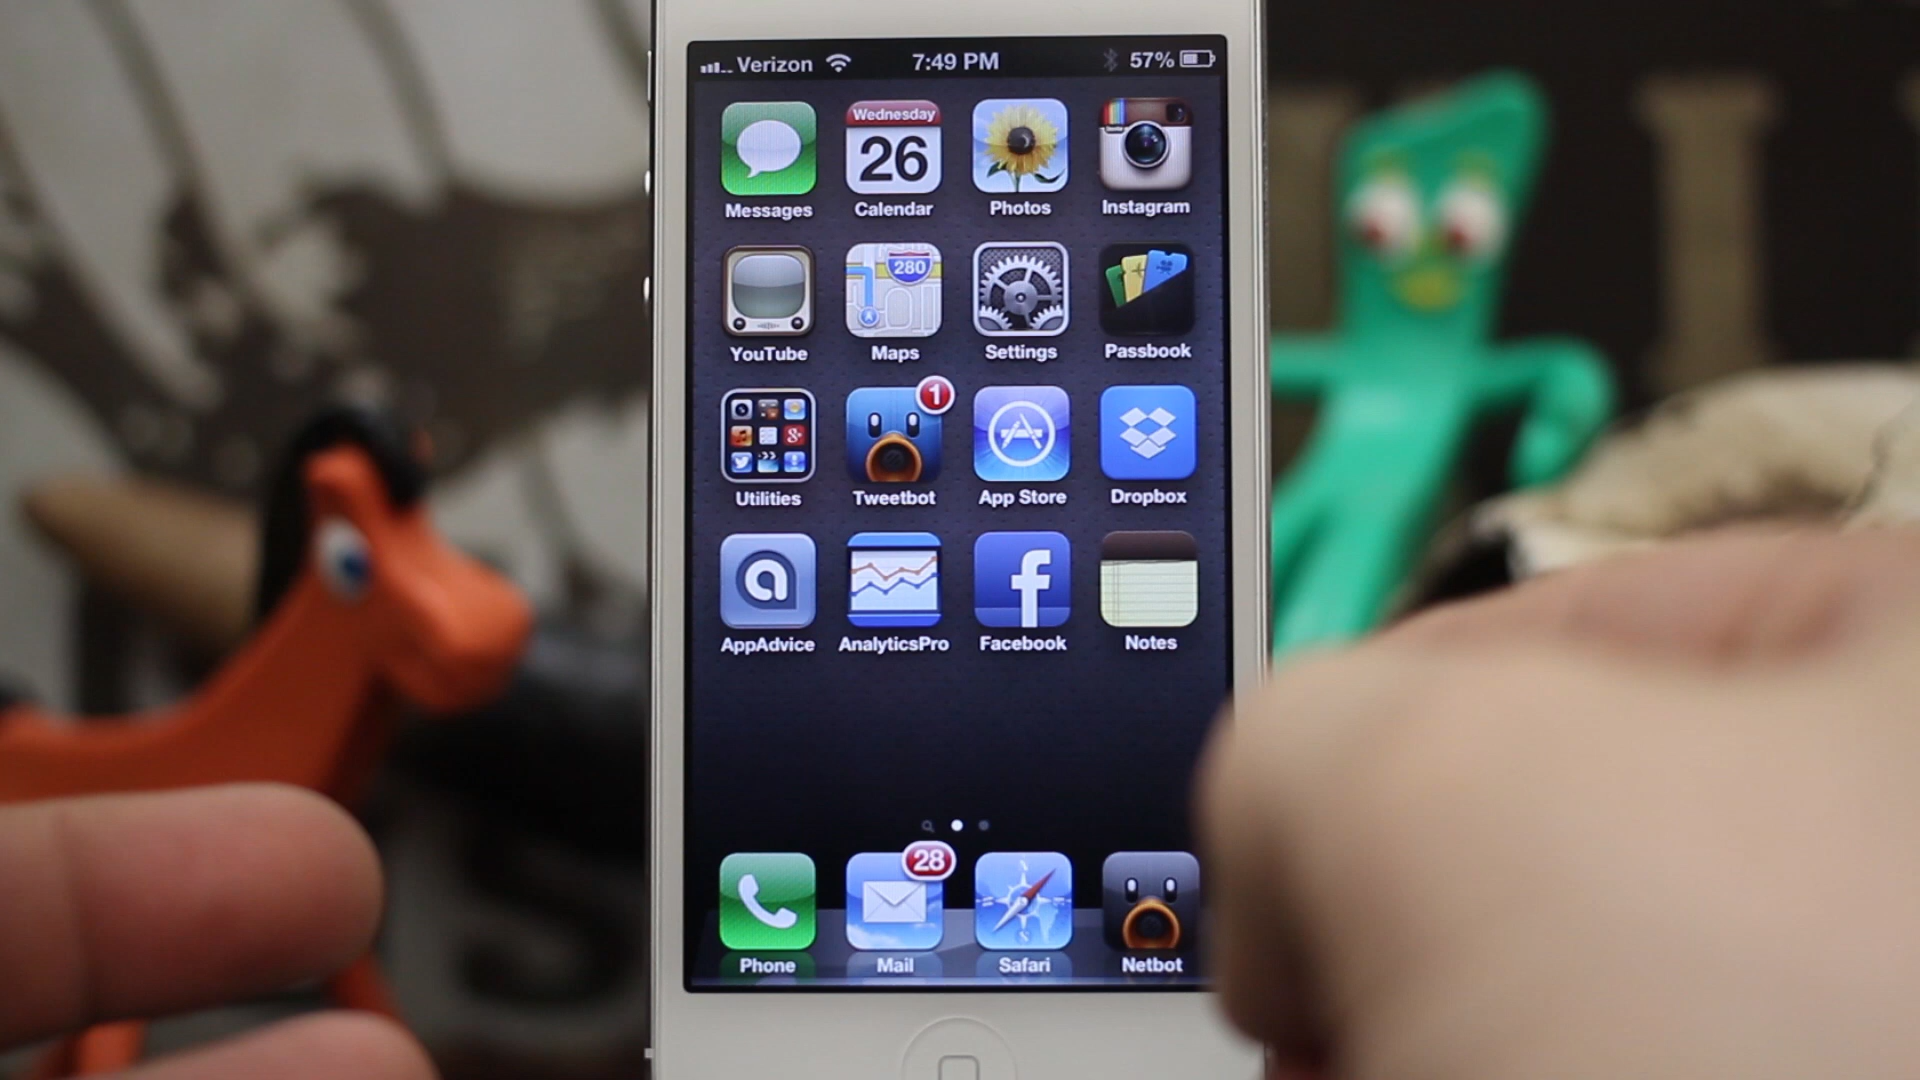 Verizon 7:49 PM 57%
Wednesday
26
280
Messages Calendar Photos Instagram
YouTube Maps Settings Passbook
1
Utilities Tweetbot App Store Dropbox
AppAdvice AnalyticsPro Facebook Notes
28
Phone Mail Safari Netbot